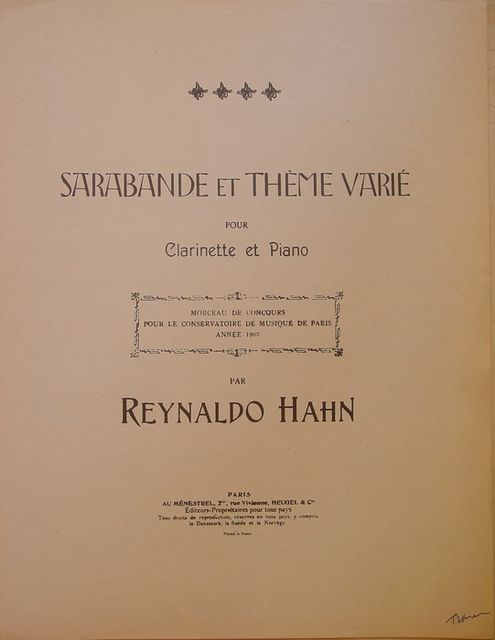 SARABANDE ET THÈME VARIÉ
POUR
Clarinette et Piano
MORCEAU DE CONCOURS
POUR LE CONSERVATOIRE DE MUSIQUE DE PARIS
ANNÉE 1903.
PAR
REYNALDO HAHN
PARIS
AU MÉNESTREL, 2bis, rue Vivienne, HEUGEL & Cie
Éditeurs-Propriétaires pour tous pays
Tous droits de reproduction, réservés en tous pays, y compris
le Danemark, la Suède et la Norvège.
Printed in France